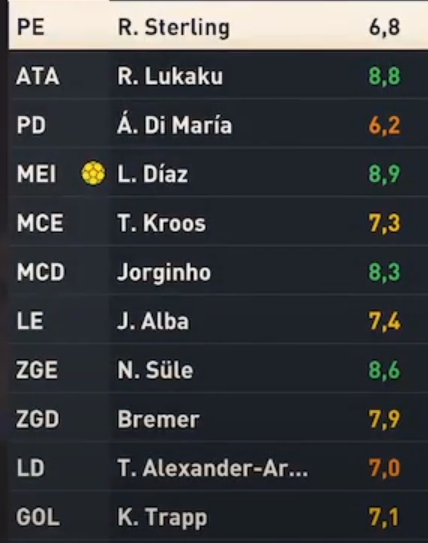 PE R. Sterling 6,8
ATA R. Lukaku 8,8
PD Á. Di María 6,2
MEI L. Díaz 8,9
MCE T. Kroos 7,3
MCD Jorginho 8,3
LE J. Alba 7,4
ZGE N. Süle 8,6
ZGD Bremer 7,9
LD T. Alexander-Ar... 7,0
GOL K. Trapp 7,1